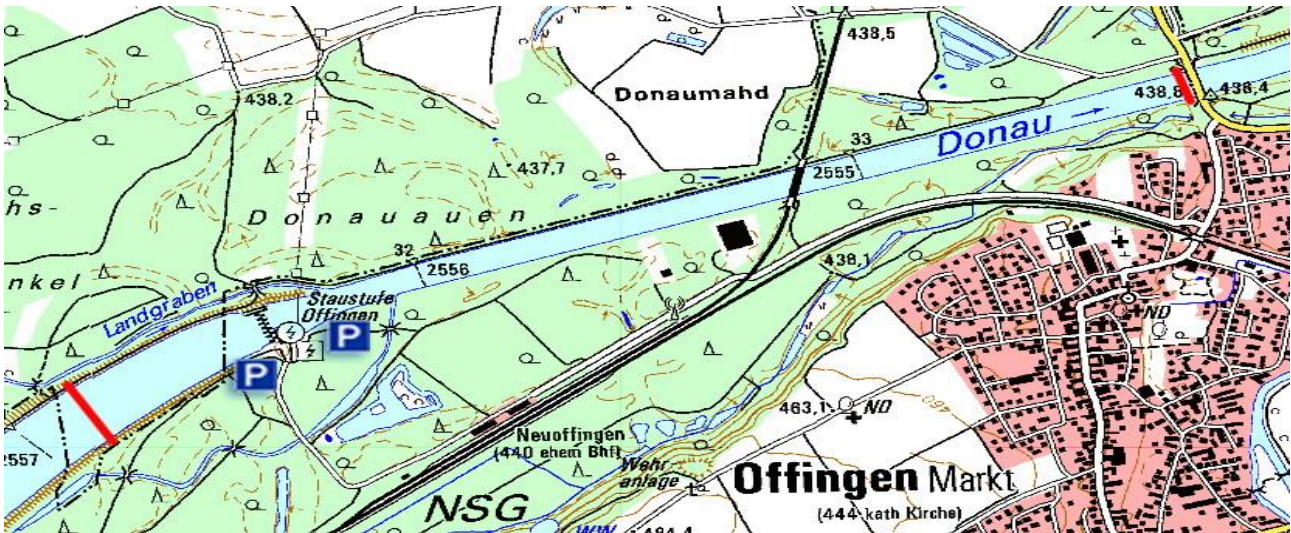 438,5
438,2
Donaumahd
438,8
438,4
Donau
33
2555
437,7
Donauauen
hs-
nkel
32
2556
438,1
Landgraben
Staustufe
Offingen
P
P
ND
463,1
ND
2557
Neuoffingen
(440 ehem Bhf)
Wehr
anlage
Offingen Markt
(444 kath Kirche)
NSG
WW